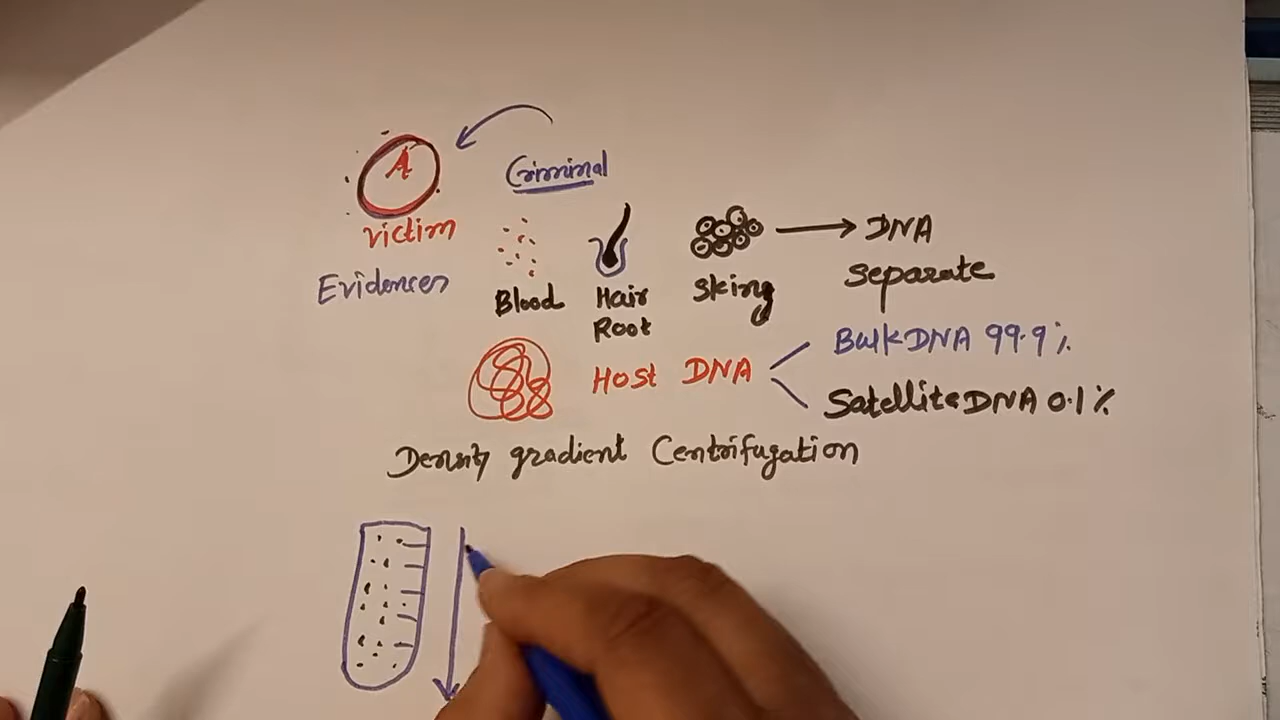 A
Criminal
victim
Evidences
Blood
Hair
Root
Sking
DNA
Separate
Host DNA
Bulk DNA 99.9%
Satellite DNA 0.1%
Density gradient Centrifugation